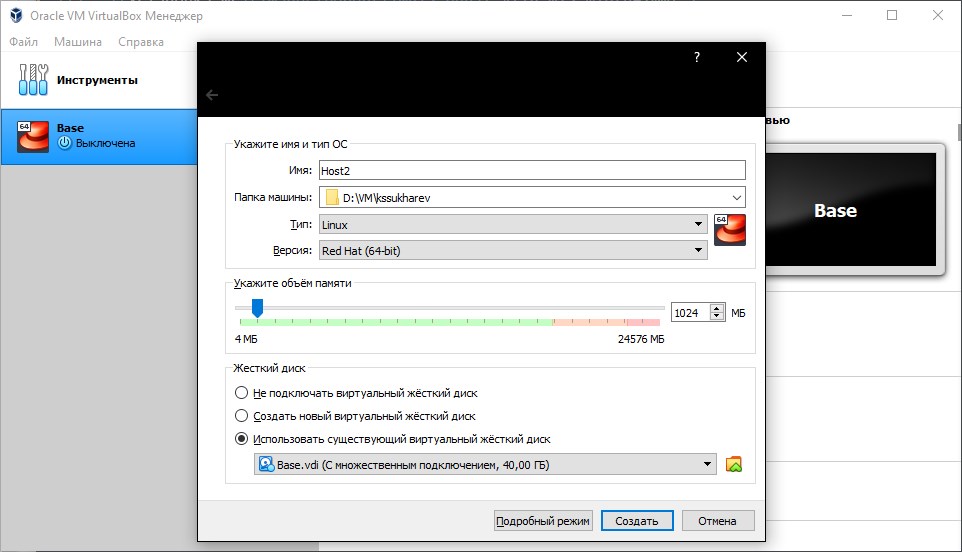 Oracle VM VirtualBox Менеджер
Файл Машина Справка
?
Инструменты
64
Base
Выключена
вью
Base
Укажите имя и тип ОС
Имя: Host2
Папка машины: D:\VM\kssukharev
Тип: Linux
64
Версия: Red Hat (64-bit)
Укажите объём памяти
1024 МБ
4 МБ 24576 МБ
Жесткий диск
Не подключать виртуальный жёсткий диск
Создать новый виртуальный жёсткий диск
Использовать существующий виртуальный жёсткий диск
Base.vdi (С множественным подключением, 40,00 ГБ)
Подробный режим Создать Отмена